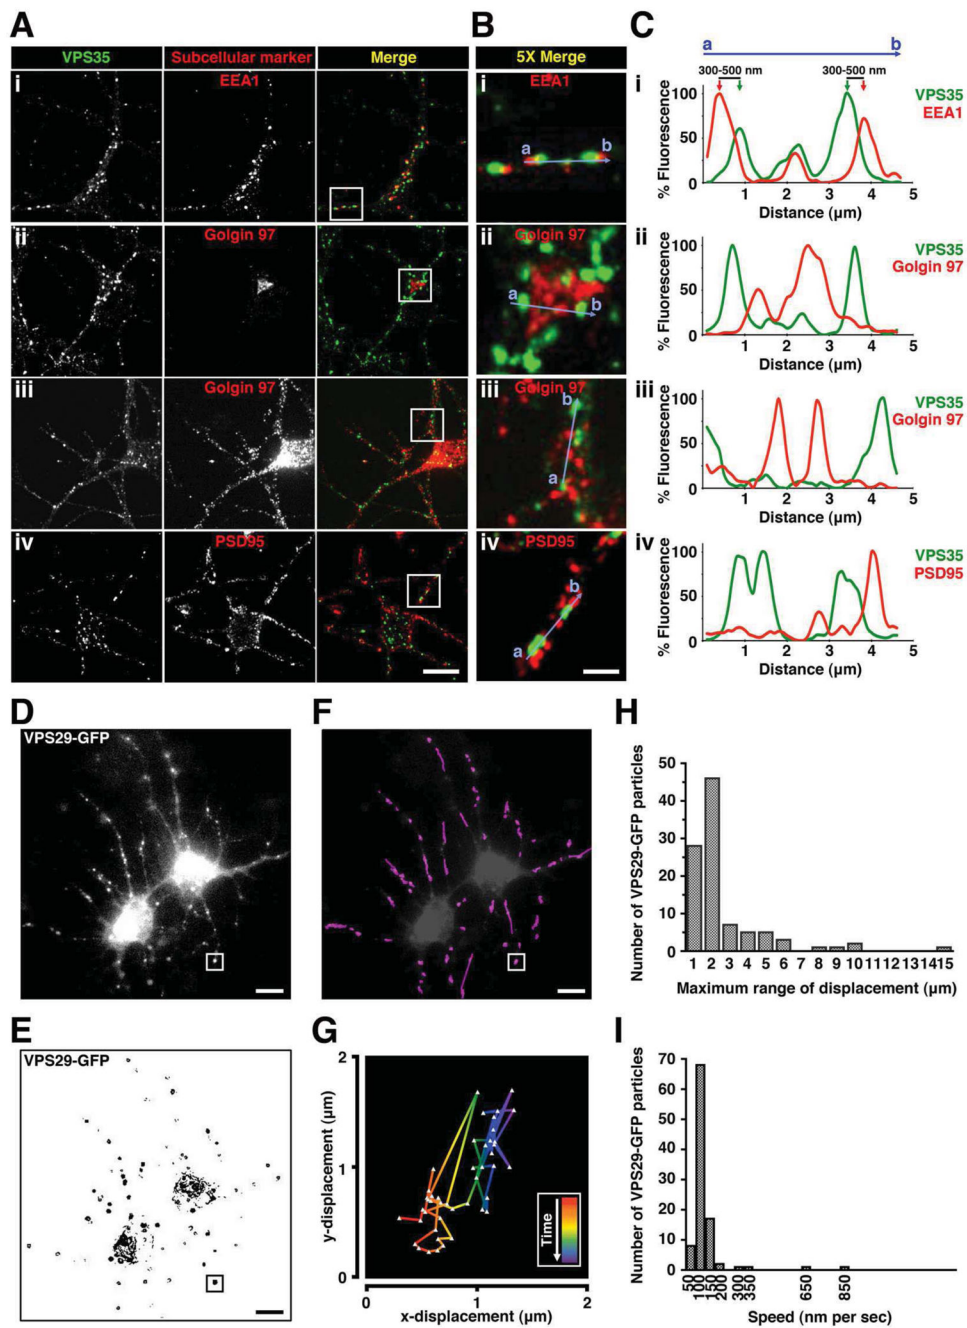 A
B
C
VPS35
Subcellular marker
Merge
5X Merge
a
b
i
EEA1
i
EEA1
a
b
i
300-500 nm
300-500 nm
VPS35
EEA1
% Fluorescence
100
50
0
1
2
3
4
5
Distance (µm)
ii
Golgin 97
ii
Golgin 97
a
b
ii
VPS35
Golgin 97
% Fluorescence
100
50
0
1
2
3
4
5
Distance (µm)
iii
Golgin 97
iii
Golgin 97
b
a
iii
VPS35
Golgin 97
% Fluorescence
100
50
0
1
2
3
4
5
Distance (µm)
iv
PSD95
iv
PSD95
b
a
iv
VPS35
PSD95
% Fluorescence
100
50
0
1
2
3
4
5
Distance (µm)
D
VPS29-GFP
F
H
Number of VPS29-GFP particles
50
40
30
20
10
0
1 2 3 4 5 6 7 8 9 10 11 12 13 14 15
Maximum range of displacement (µm)
E
VPS29-GFP
G
y-displacement (µm)
2
1
0
Time
0
1
2
x-displacement (µm)
I
Number of VPS29-GFP particles
70
60
50
40
30
20
10
0
50
100
150
200
300
350
650
850
Speed (nm per sec)